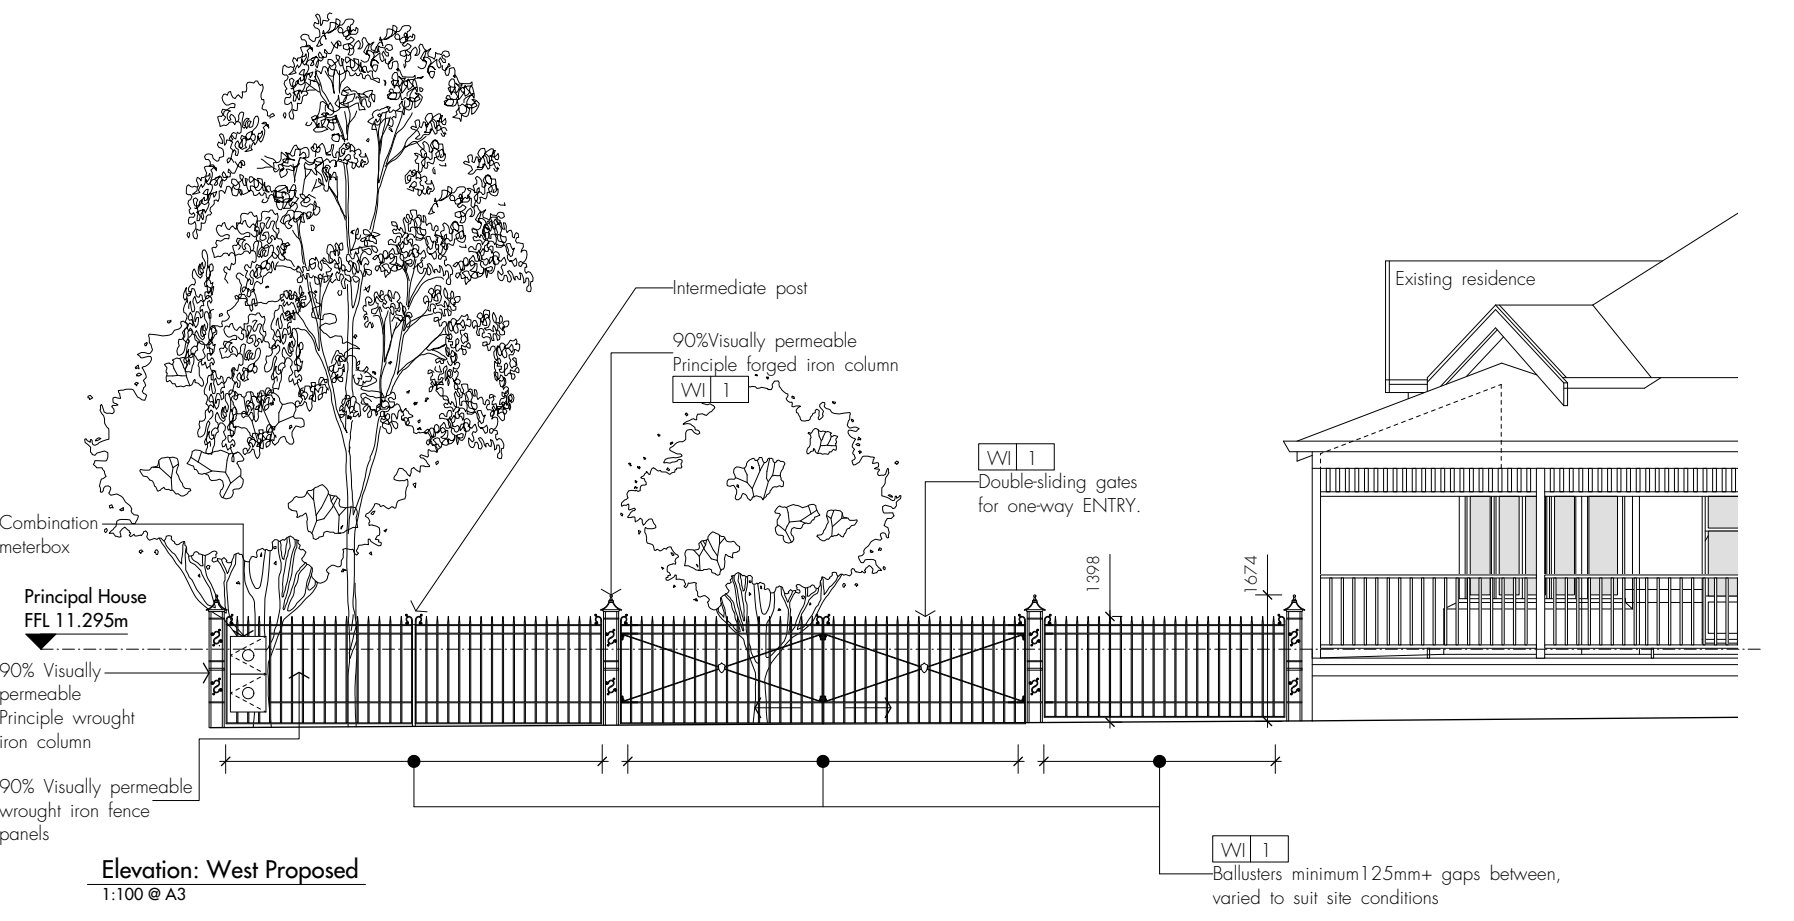 Existing residence
Intermediate post
90%Visually permeable
Principle forged iron column
WI 1
WI 1
Double-sliding gates
for one-way ENTRY.
Combination
meterbox
1398
1674
Principal House
FFL 11.295m
90% Visually
permeable
Principle wrought
iron column
90% Visually permeable
wrought iron fence
panels
WI 1
Ballusters minimum125mm+ gaps between,
varied to suit site conditions
Elevation: West Proposed
1:100 @ A3